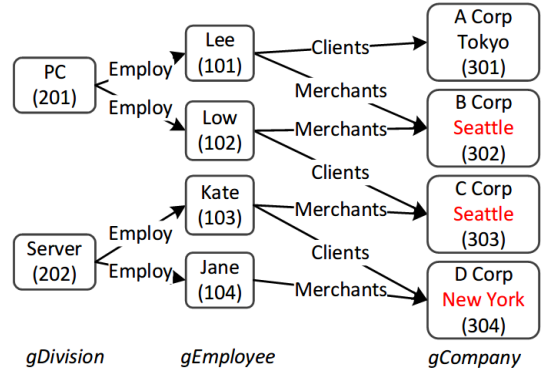 PC
(201)
Server
(202)
Employ
Employ
Employ
Employ
Lee
(101)
Low
(102)
Kate
(103)
Jane
(104)
Clients
Merchants
Merchants
Clients
Merchants
Clients
Merchants
A Corp
Tokyo
(301)
B Corp
Seattle
(302)
C Corp
Seattle
(303)
D Corp
New York
(304)
gDivision
gEmployee
gCompany